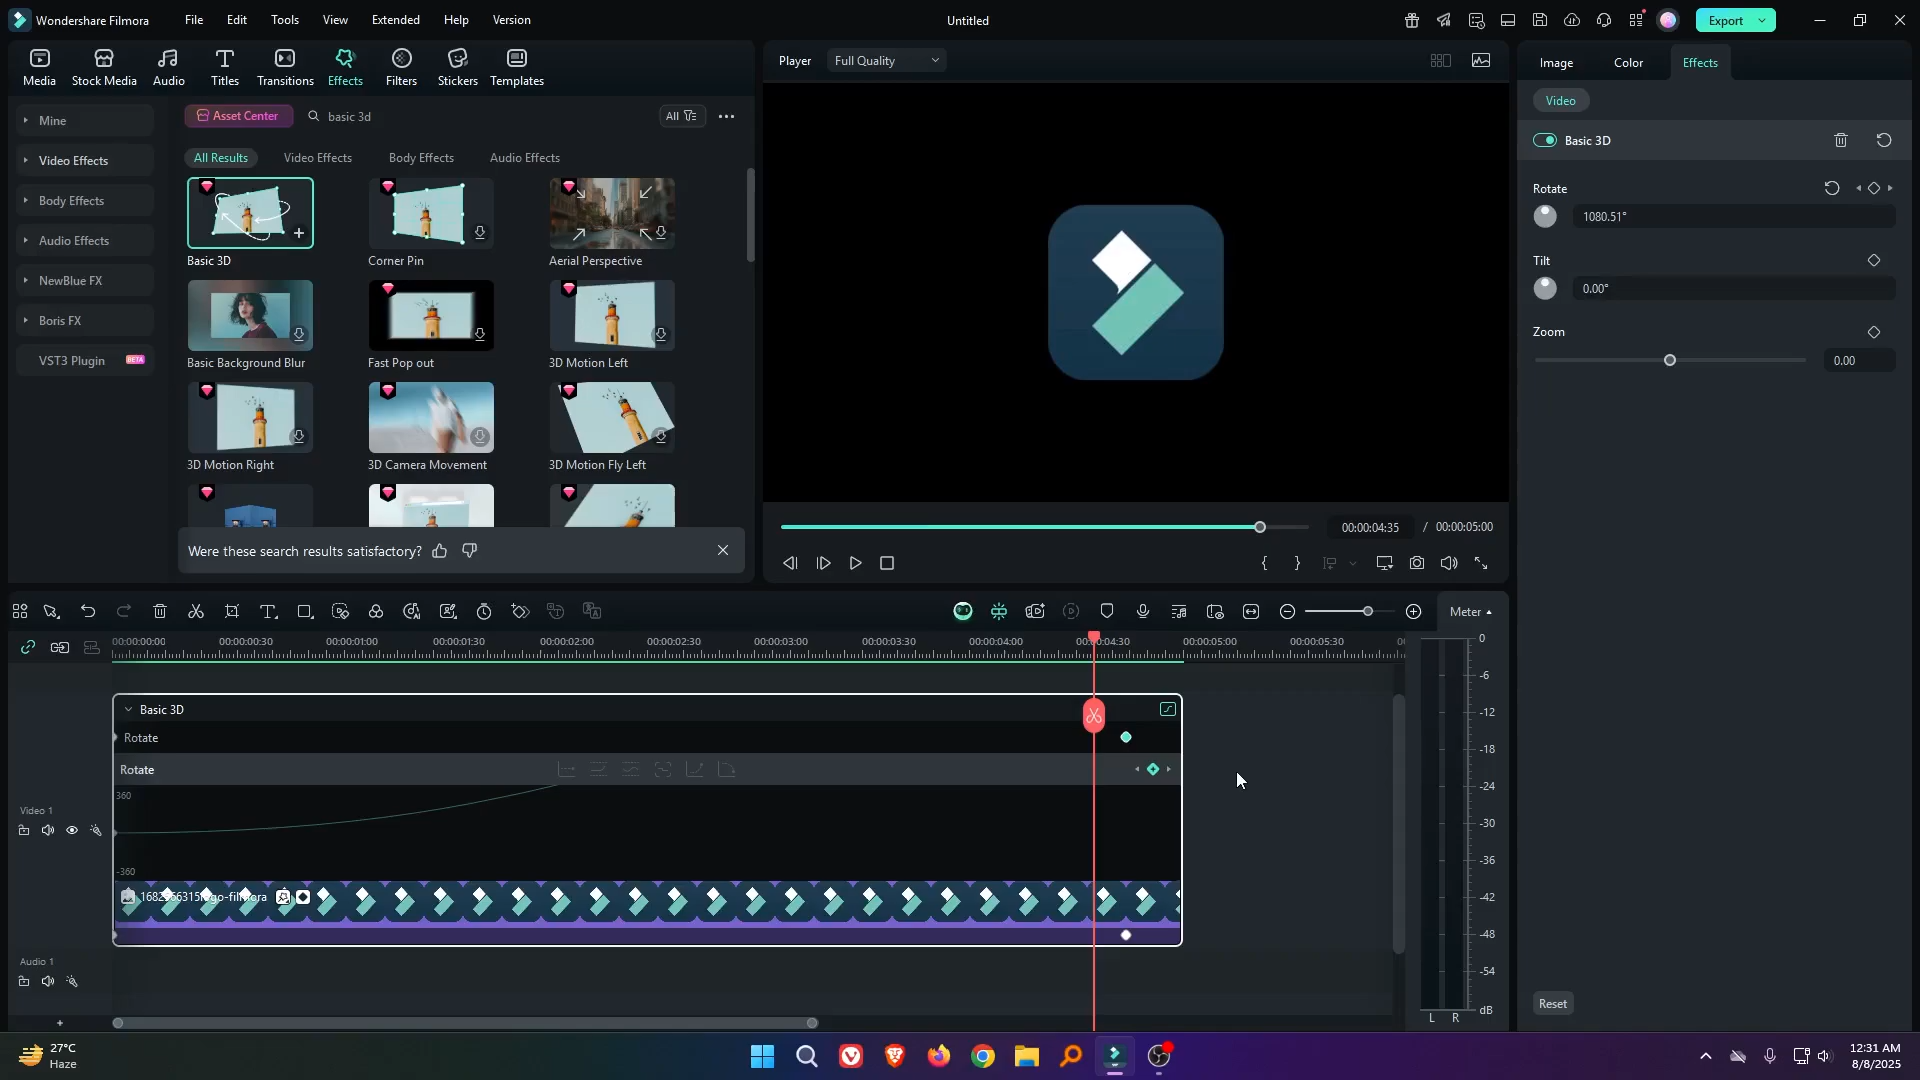 Wondershare Filmora
File
Edit
Tools
View
Extended
Help
Version
Untitled
Export
Media
Stock Media
Audio
Titles
Transitions
Effects
Filters
Stickers
Templates
Player
Full Quality
Image
Color
Effects
Mine
Video Effects
Body Effects
Audio Effects
NewBlue FX
Boris FX
VST3 Plugin
BETA
Asset Center
basic 3d
All
All Results
Video Effects
Body Effects
Audio Effects
Basic 3D
Corner Pin
Aerial Perspective
Basic Background Blur
Fast Pop out
3D Motion Left
3D Motion Right
3D Camera Movement
3D Motion Fly Left
Were these search results satisfactory?
00:00:04:35 / 00:00:05:00
Video
Basic 3D
Rotate
1080.51°
Tilt
0.00°
Zoom
0.00
Reset
Meter
00:00:00:00
00:00:00:30
00:00:01:00
00:00:01:30
00:00:02:00
00:00:02:30
00:00:03:00
00:00:03:30
00:00:04:00
00:00:04:30
00:00:05:00
00:00:05:30
Basic 3D
Rotate
Rotate
360
-360
Video 1
Audio 1
0
-6
-12
-18
-24
-30
-36
-42
-48
-54
dB
L R
27°C
Haze
12:31 AM
8/8/2025